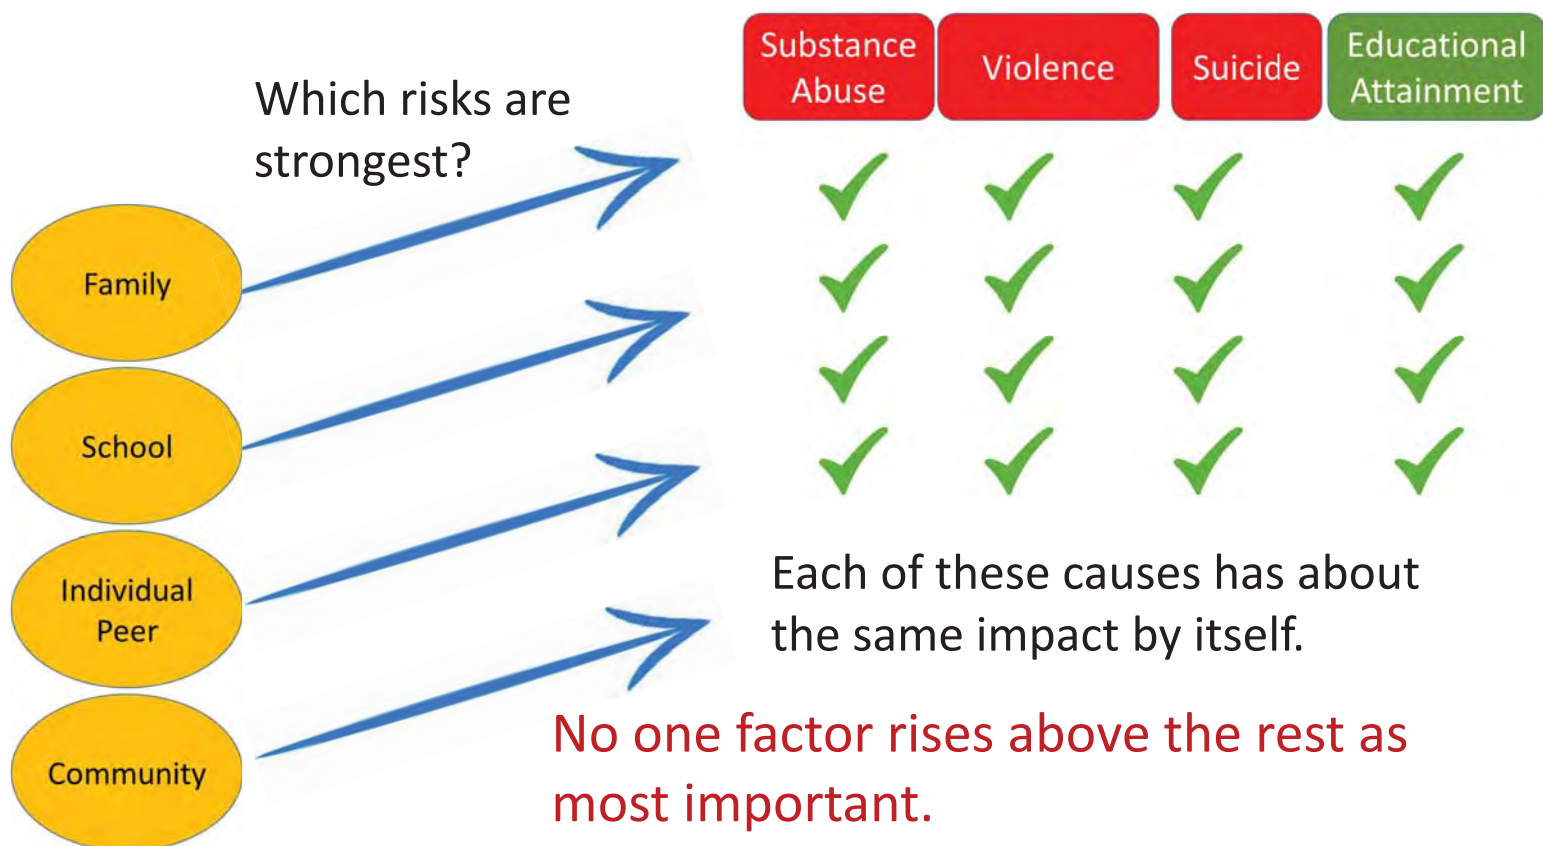 Substance
Abuse
Violence
Suicide
Educational
Attainment
Which risks are
strongest?
Family
School
Individual
Peer
Community
Each of these causes has about
the same impact by itself.
No one factor rises above the rest as
most important.